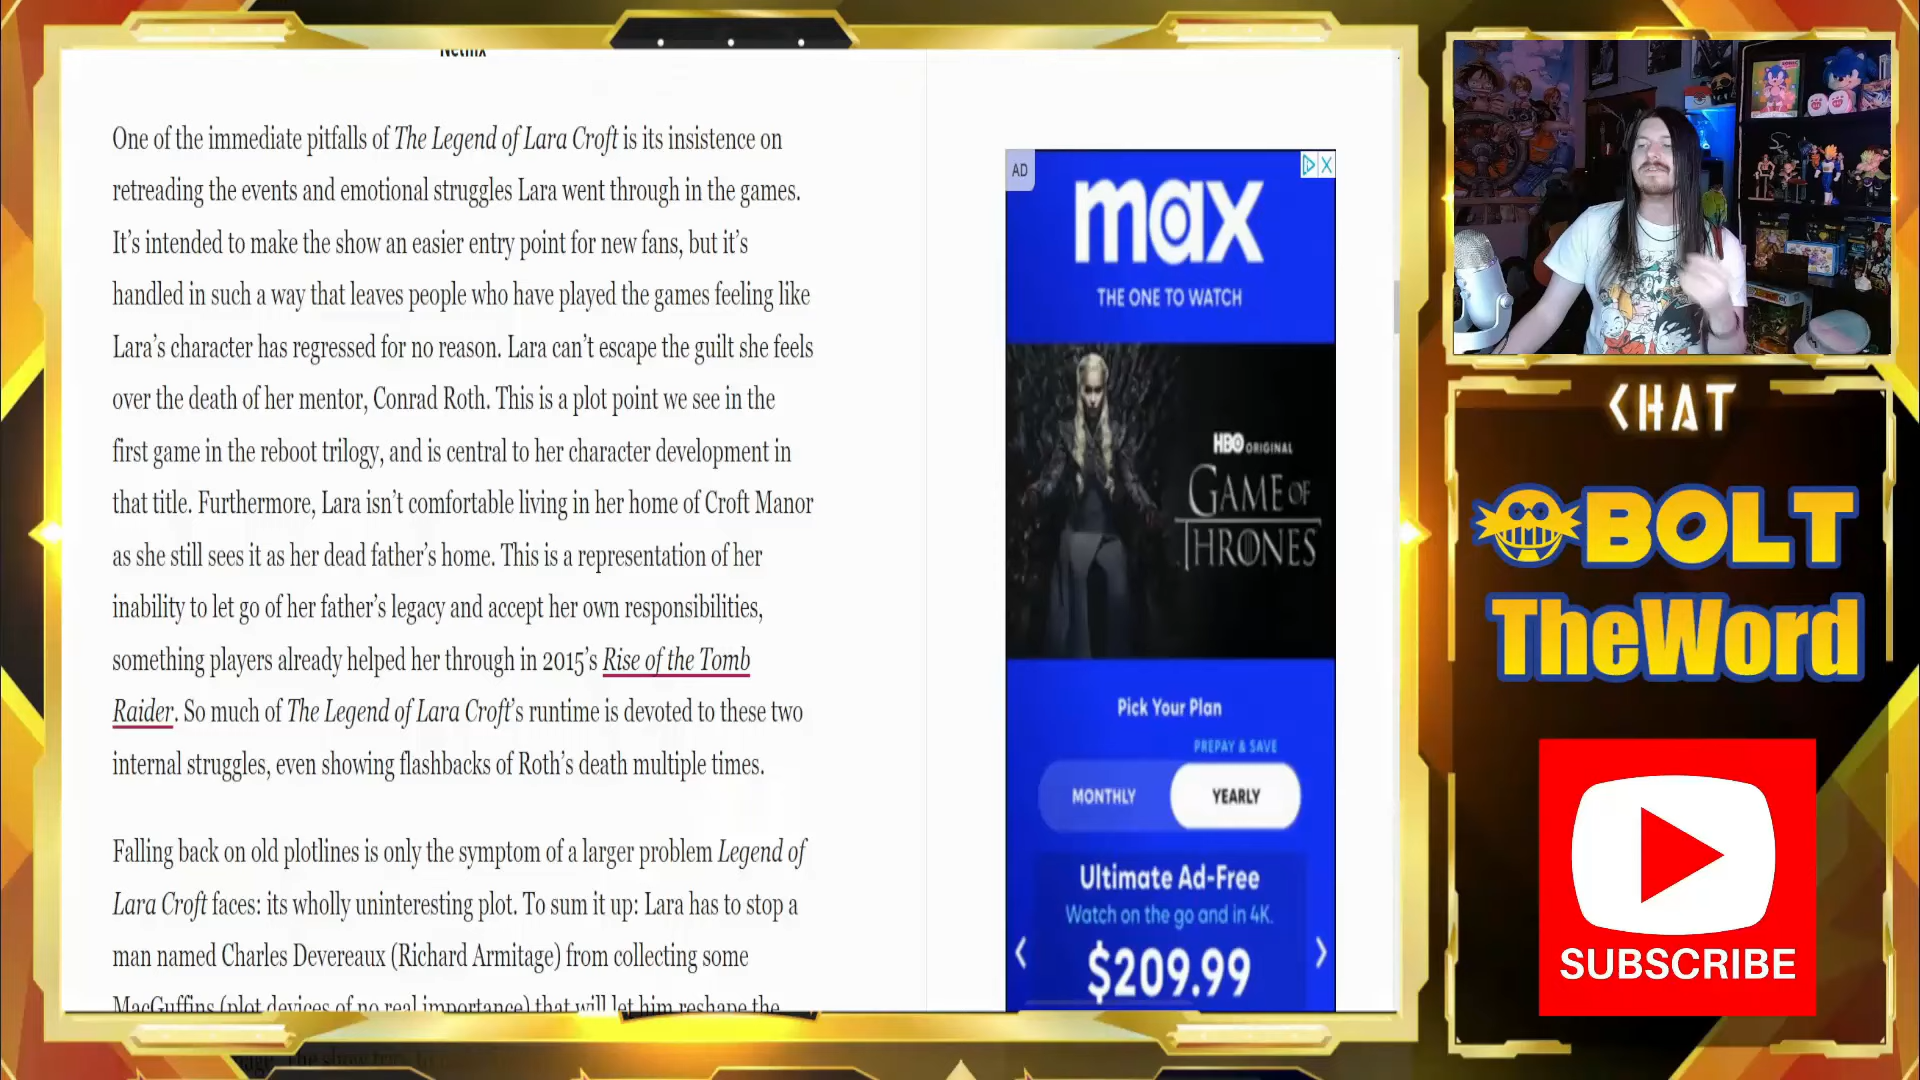 Netflix
One of the immediate pitfalls of The Legend of Lara Croft is its insistence on
retreading the events and emotional struggles Lara went through in the games.
It’s intended to make the show an easier entry point for new fans, but it’s
handled in such a way that leaves people who have played the games feeling like
Lara’s character has regressed for no reason. Lara can’t escape the guilt she feels
over the death of her mentor, Conrad Roth. This is a plot point we see in the
first game in the reboot trilogy, and is central to her character development in
that title. Furthermore, Lara isn’t comfortable living in her home of Croft Manor
as she still sees it as her dead father’s home. This is a representation of her
inability to let go of her father’s legacy and accept her own responsibilities,
something players already helped her through in 2015’s Rise of the Tomb
Raider. So much of The Legend of Lara Croft’s runtime is devoted to these two
internal struggles, even showing flashbacks of Roth’s death multiple times.
Falling back on old plotlines is only the symptom of a larger problem Legend of
Lara Croft faces: its wholly uninteresting plot. To sum it up: Lara has to stop a
man named Charles Devereaux (Richard Armitage) from collecting some
MacGuffins (plot devices of no real importance) that will let him reshape the
AD
max
THE ONE TO WATCH
HBO ORIGINAL
GAME OF
THRONES
Pick Your Plan
PREPAY & SAVE
MONTHLY
YEARLY
Ultimate Ad-Free
Watch on the go and in 4K.
$209.99
CHAT
BOLT
TheWord
SUBSCRIBE